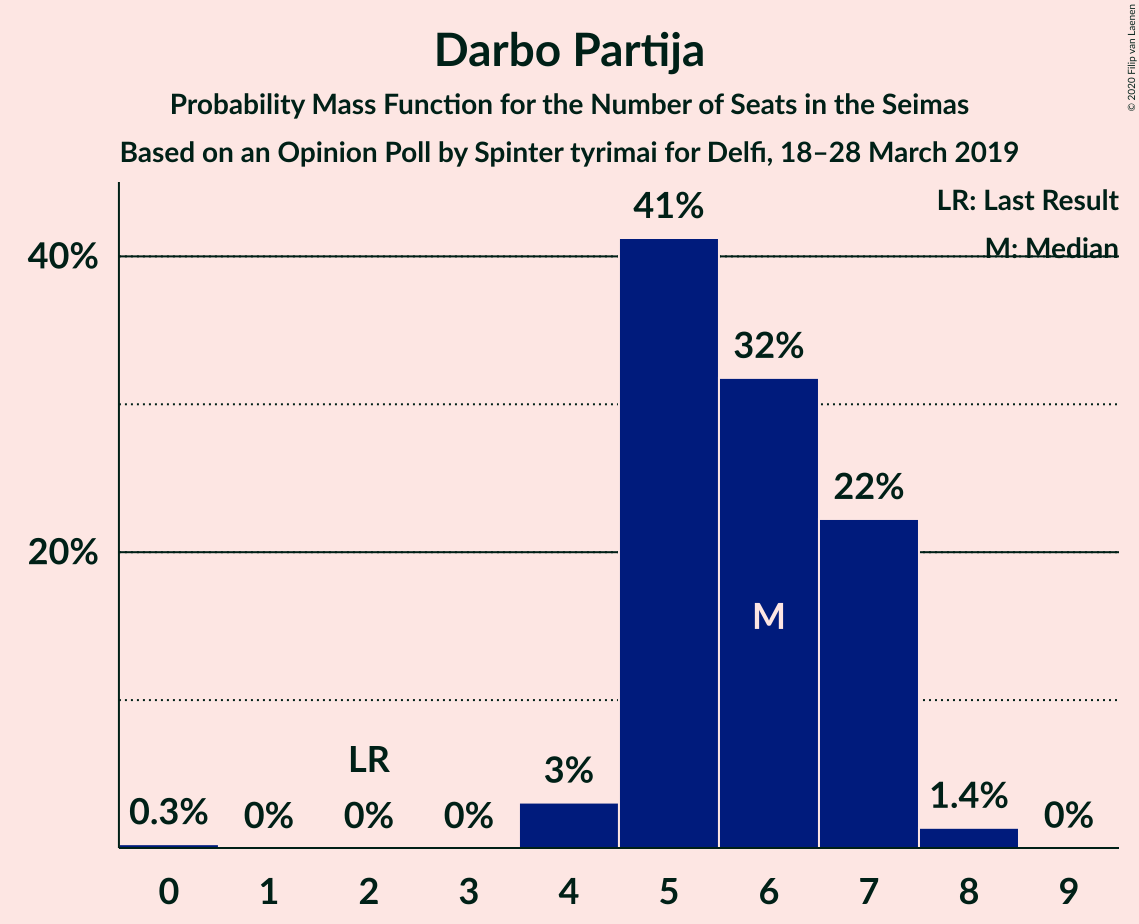 Darbo Partija
Probability Mass Function for the Number of Seats in the Seimas
Based on an Opinion Poll by Spinter tyrimai for Delfi, 18–28 March 2019
© 2020 Filip van Laenen
LR: Last Result
M: Median
41%
40%
32%
22%
20%
M
LR
3%
0.3% 0% 0% 0% 1.4% 0%
0 1 2 3 4 5 6 7 8 9